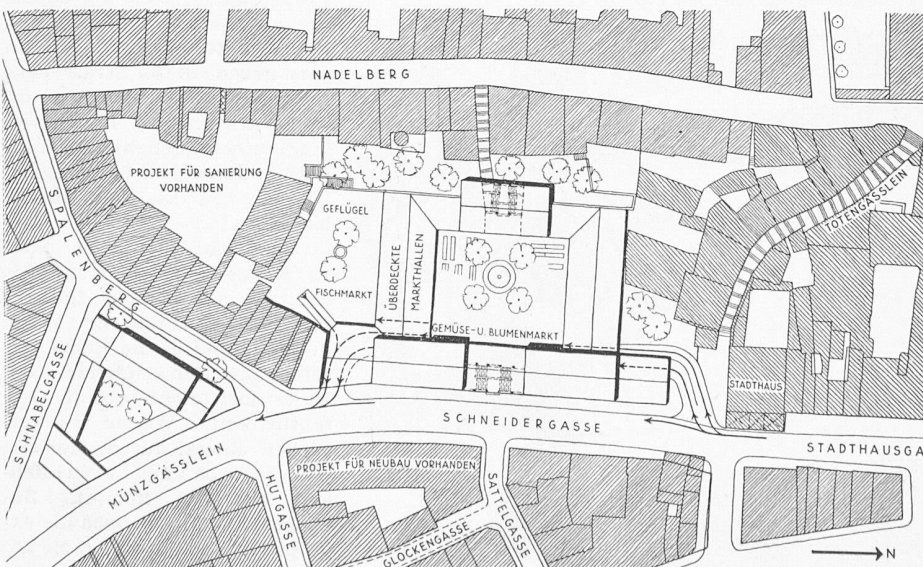 NADELBERG
PROJEKT FÜR SANIERUNG
VORHANDEN
TOTENGÄSSLEIN
SPALENBERG
GEFLÜGEL
FISCHMARKT
ÜBERDECKTE
MARKTHALLEN
GEMÜSE-U. BLUMENMARKT
STADTHAUS
SCHNABELGASSE
SCHNEIDERGASSE
STADTHAUSGA
MÜNZGÄSSLEIN
HUTGASSE
PROJEKT FÜR NEUBAU VORHANDEN
SATTELGASSE
GLOCKENGASSE
N